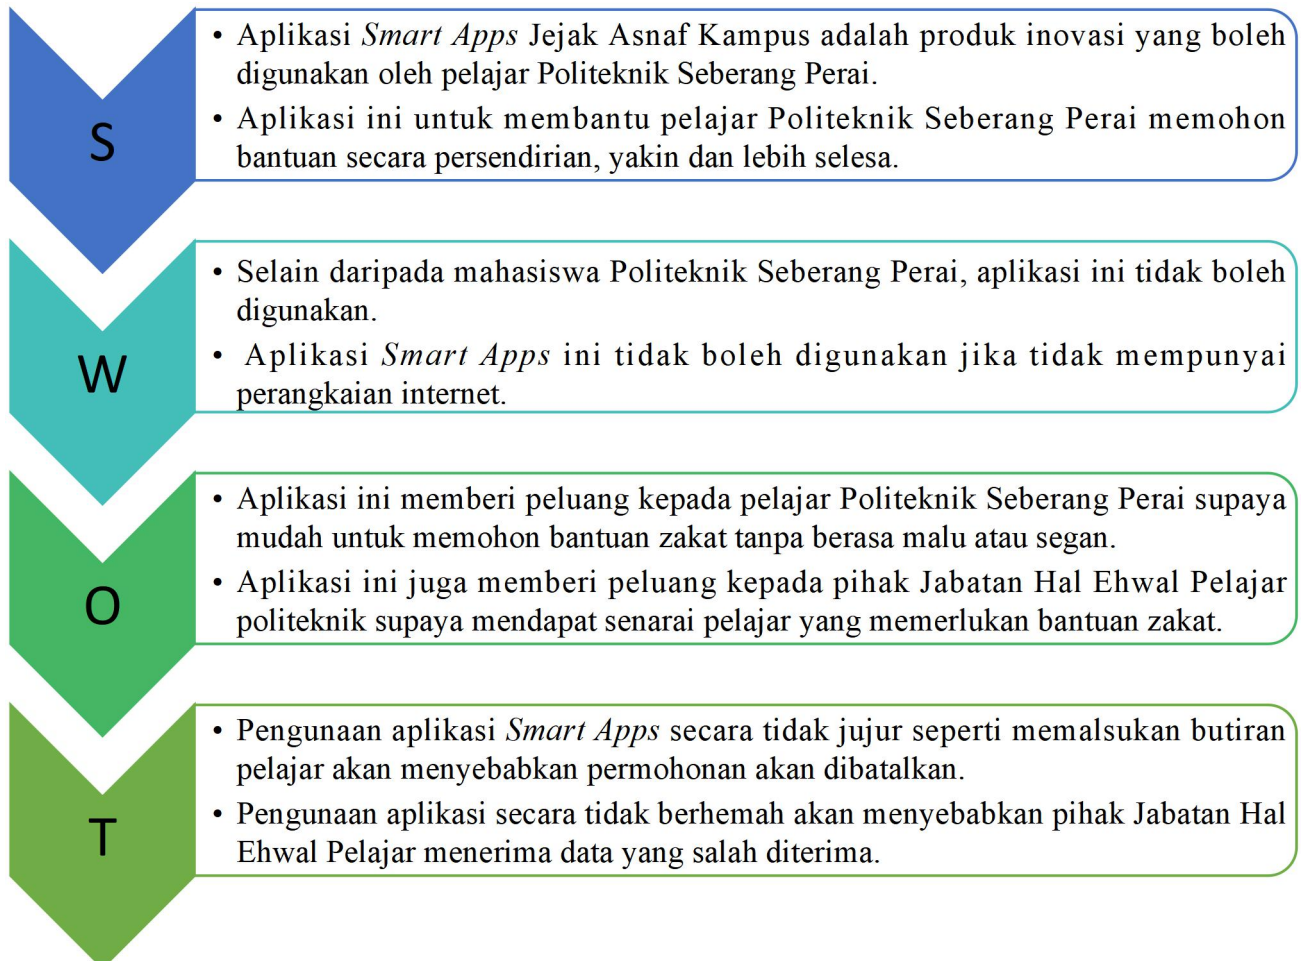 S
• Aplikasi Smart Apps Jejak Asnaf Kampus adalah produk inovasi yang boleh
digunakan oleh pelajar Politeknik Seberang Perai.
• Aplikasi ini untuk membantu pelajar Politeknik Seberang Perai memohon
bantuan secara persendirian, yakin dan lebih selesa.
W
• Selain daripada mahasiswa Politeknik Seberang Perai, aplikasi ini tidak boleh
digunakan.
• Aplikasi Smart Apps ini tidak boleh digunakan jika tidak mempunyai
perangkaian internet.
O
• Aplikasi ini memberi peluang kepada pelajar Politeknik Seberang Perai supaya
mudah untuk memohon bantuan zakat tanpa berasa malu atau segan.
• Aplikasi ini juga memberi peluang kepada pihak Jabatan Hal Ehwal Pelajar
politeknik supaya mendapat senarai pelajar yang memerlukan bantuan zakat.
T
• Pengunaan aplikasi Smart Apps secara tidak jujur seperti memalsukan butiran
pelajar akan menyebabkan permohonan akan dibatalkan.
• Pengunaan aplikasi secara tidak berhemah akan menyebabkan pihak Jabatan Hal
Ehwal Pelajar menerima data yang salah diterima.